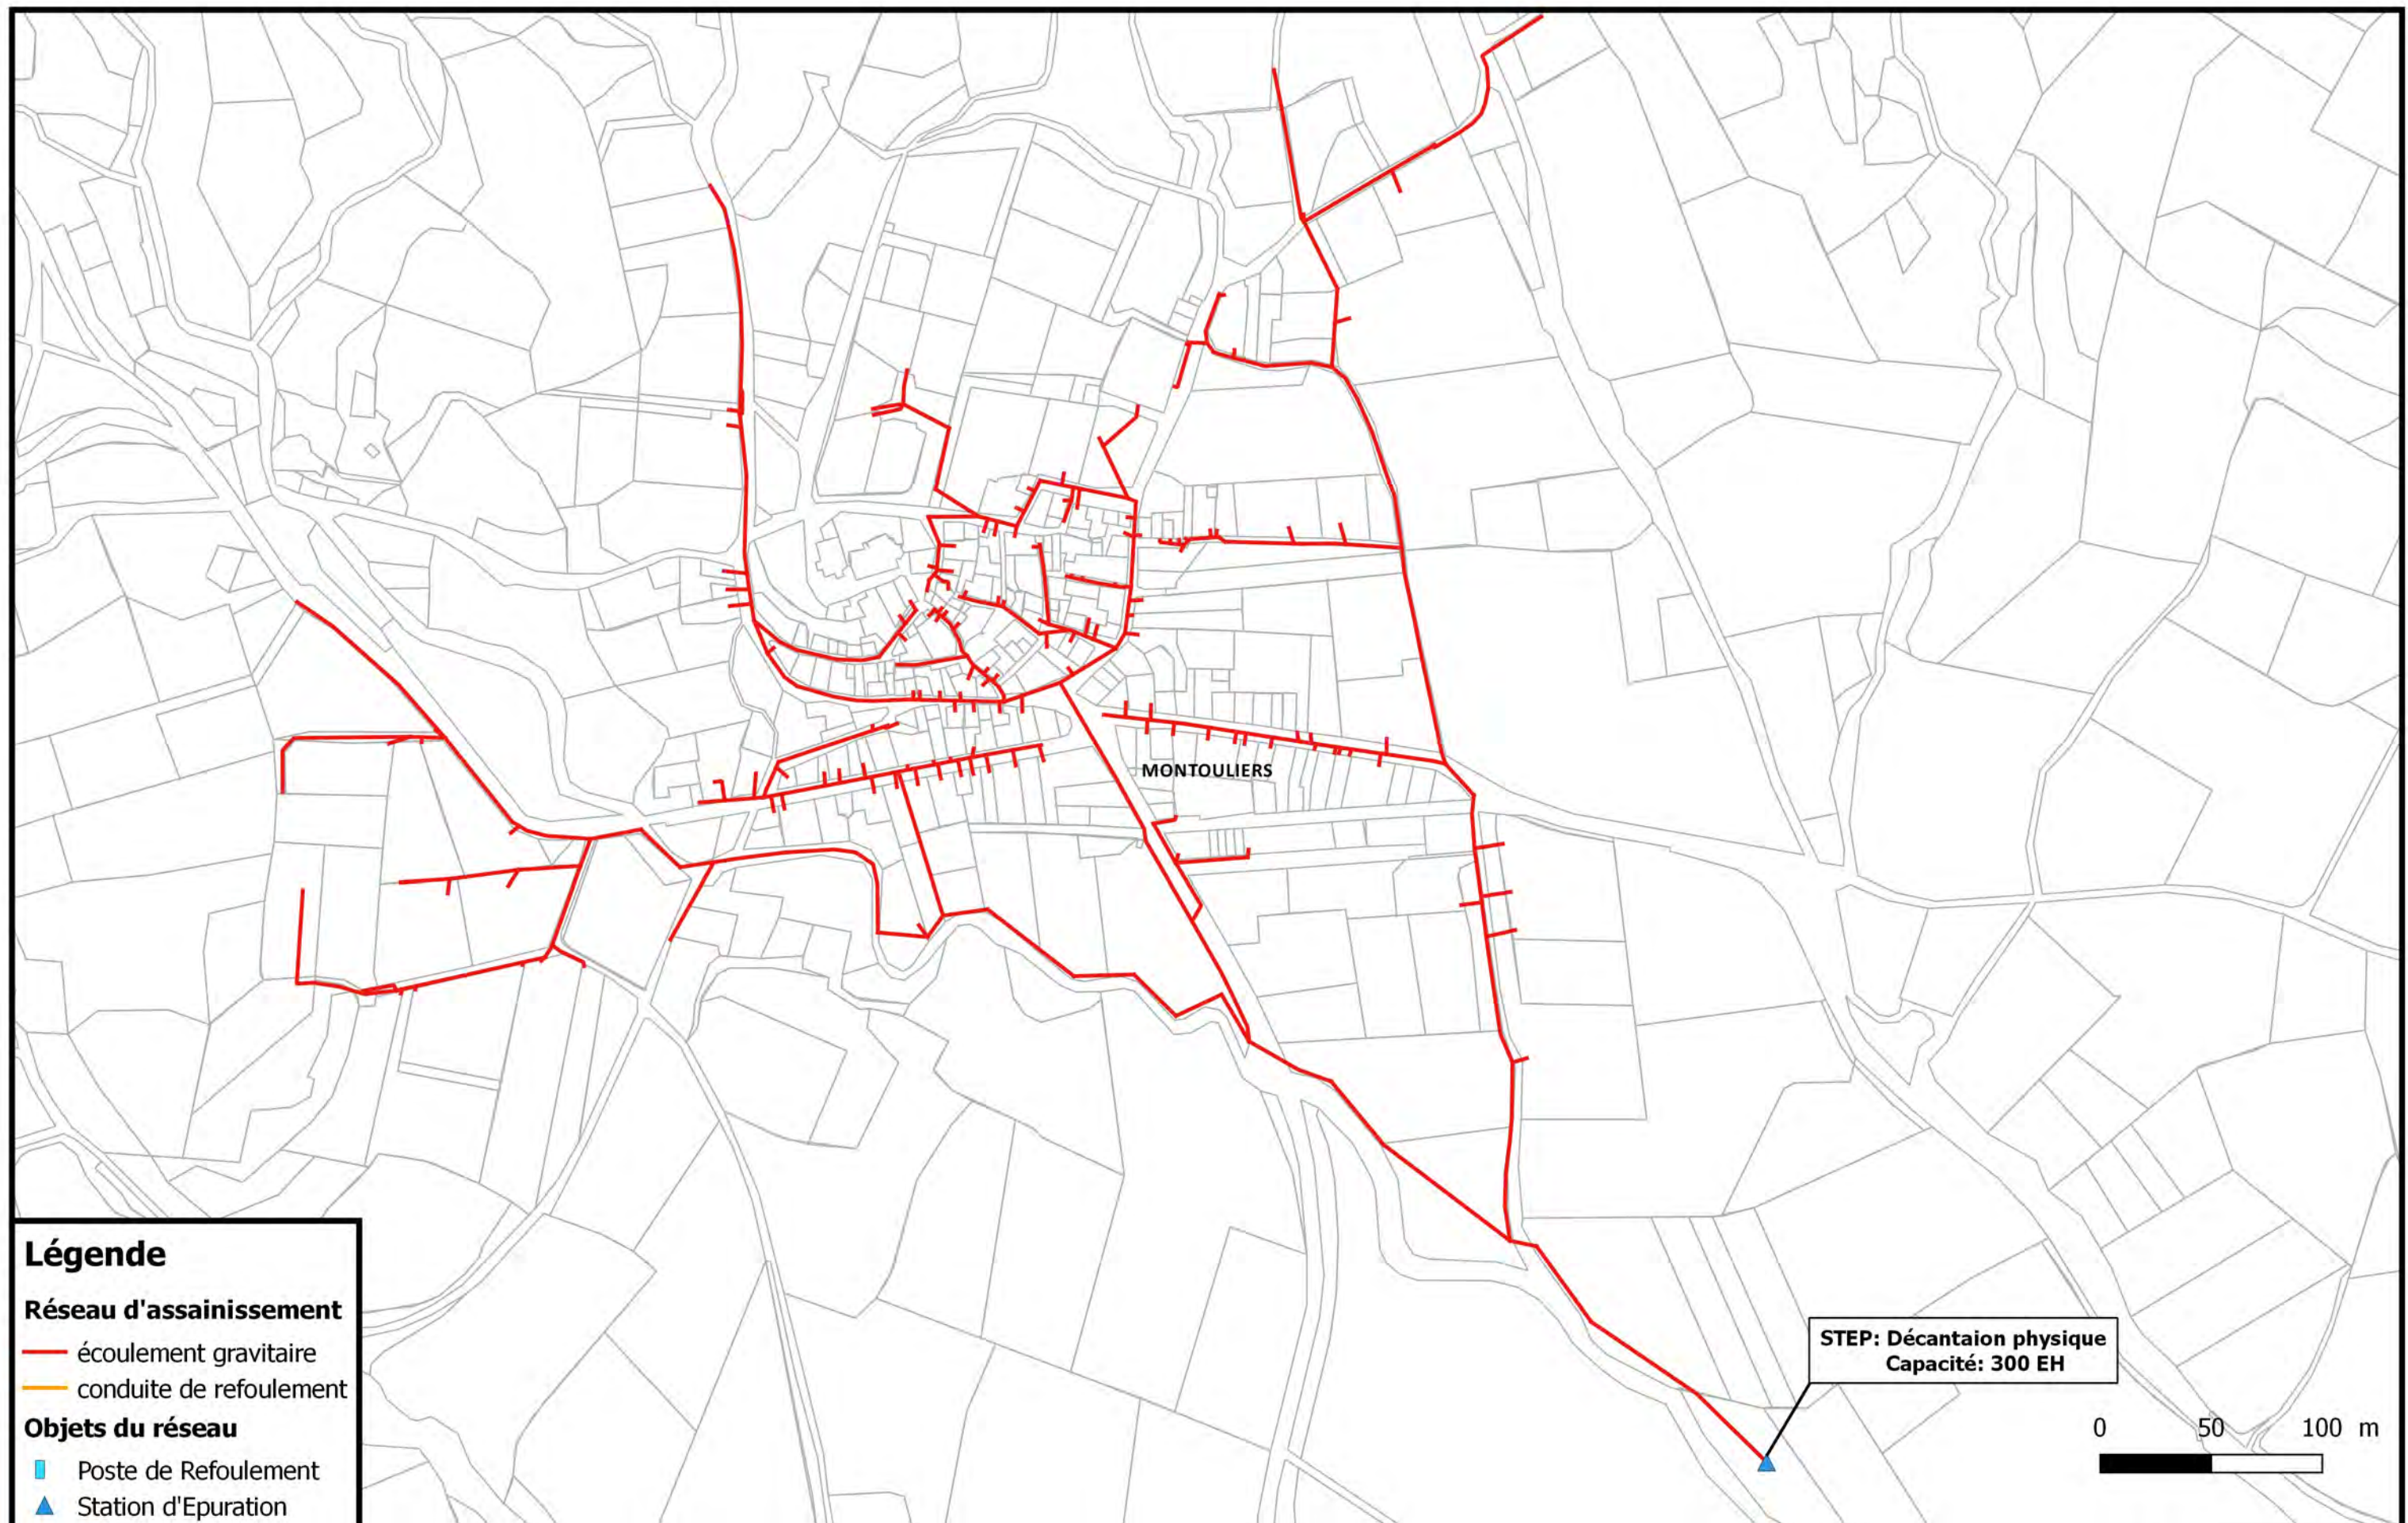 MONTOULIERS
Légende
Réseau d'assainissement
écoulement gravitaire
conduite de refoulement
Objets du réseau
Poste de Refoulement
Station d'Epuration
STEP: Décantaion physique
Capacité: 300 EH
0 50 100 m